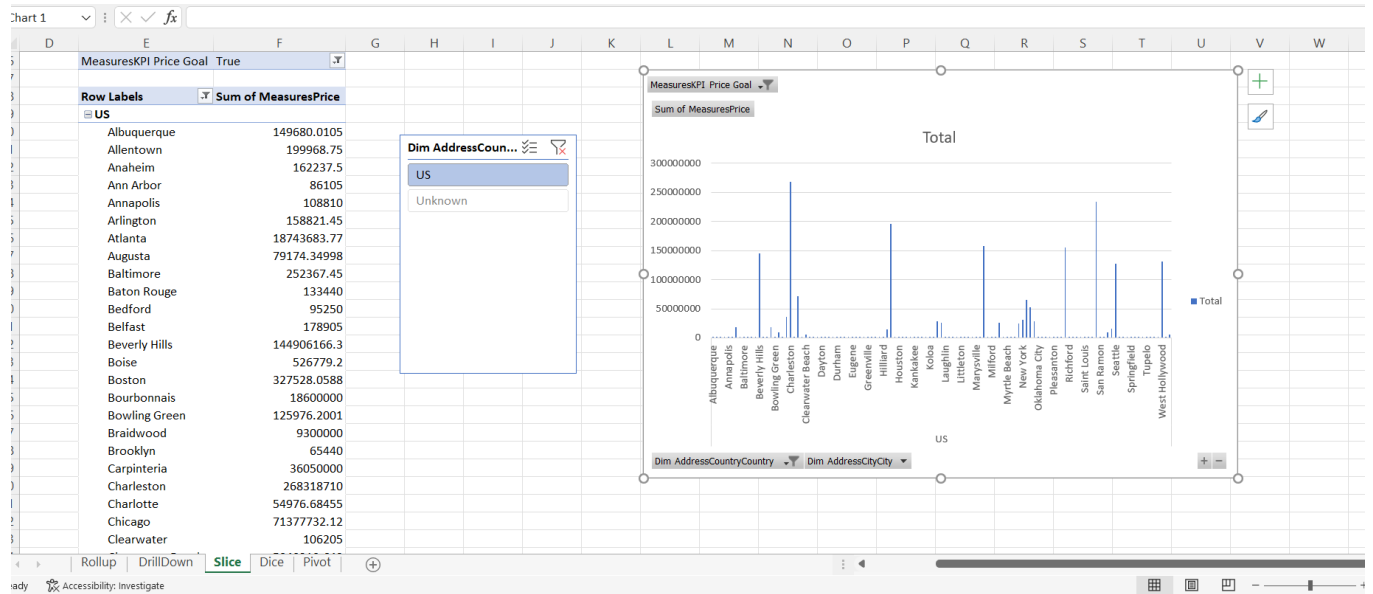 Chart 1
fx
D E F G H I J K L M N O P Q R S T U V W
MeasuresKPI Price Goal True
Row Labels Sum of MeasuresPrice
US
Albuquerque 149680.0105
Allentown 199968.75
Anaheim 162237.5
Ann Arbor 86105
Annapolis 108810
Arlington 158821.45
Atlanta 18743683.77
Augusta 79174.34998
Baltimore 252367.45
Baton Rouge 133440
Bedford 95250
Belfast 178905
Beverly Hills 144906166.3
Boise 526779.2
Boston 327528.0588
Bourbonnais 18600000
Bowling Green 125976.2001
Braidwood 9300000
Brooklyn 65440
Carpinteria 36050000
Charleston 268318710
Charlotte 54976.68455
Chicago 71377732.12
Clearwater 106205
Dim AddressCoun...
US
Unknown
MeasuresKPI Price Goal
Sum of MeasuresPrice
Total
300000000
250000000
200000000
150000000
100000000
50000000
0
Albuquerque
Annapolis
Baltimore
Beverly Hills
Bowling Green
Charleston
Clearwater Beach
Dayton
Durham
Eugene
Greenville
Hilliard
Houston
Kankakee
Koloa
Laughlin
Littleton
Marysville
Milford
Myrtle Beach
New York
Oklahoma City
Pleasanton
Richford
Saint Louis
San Ramon
Seattle
Springfield
Tupelo
West Hollywood
US
Total
Dim AddressCountryCountry Dim AddressCityCity
Rollup DrillDown Slice Dice Pivot
Accessibility: Investigate